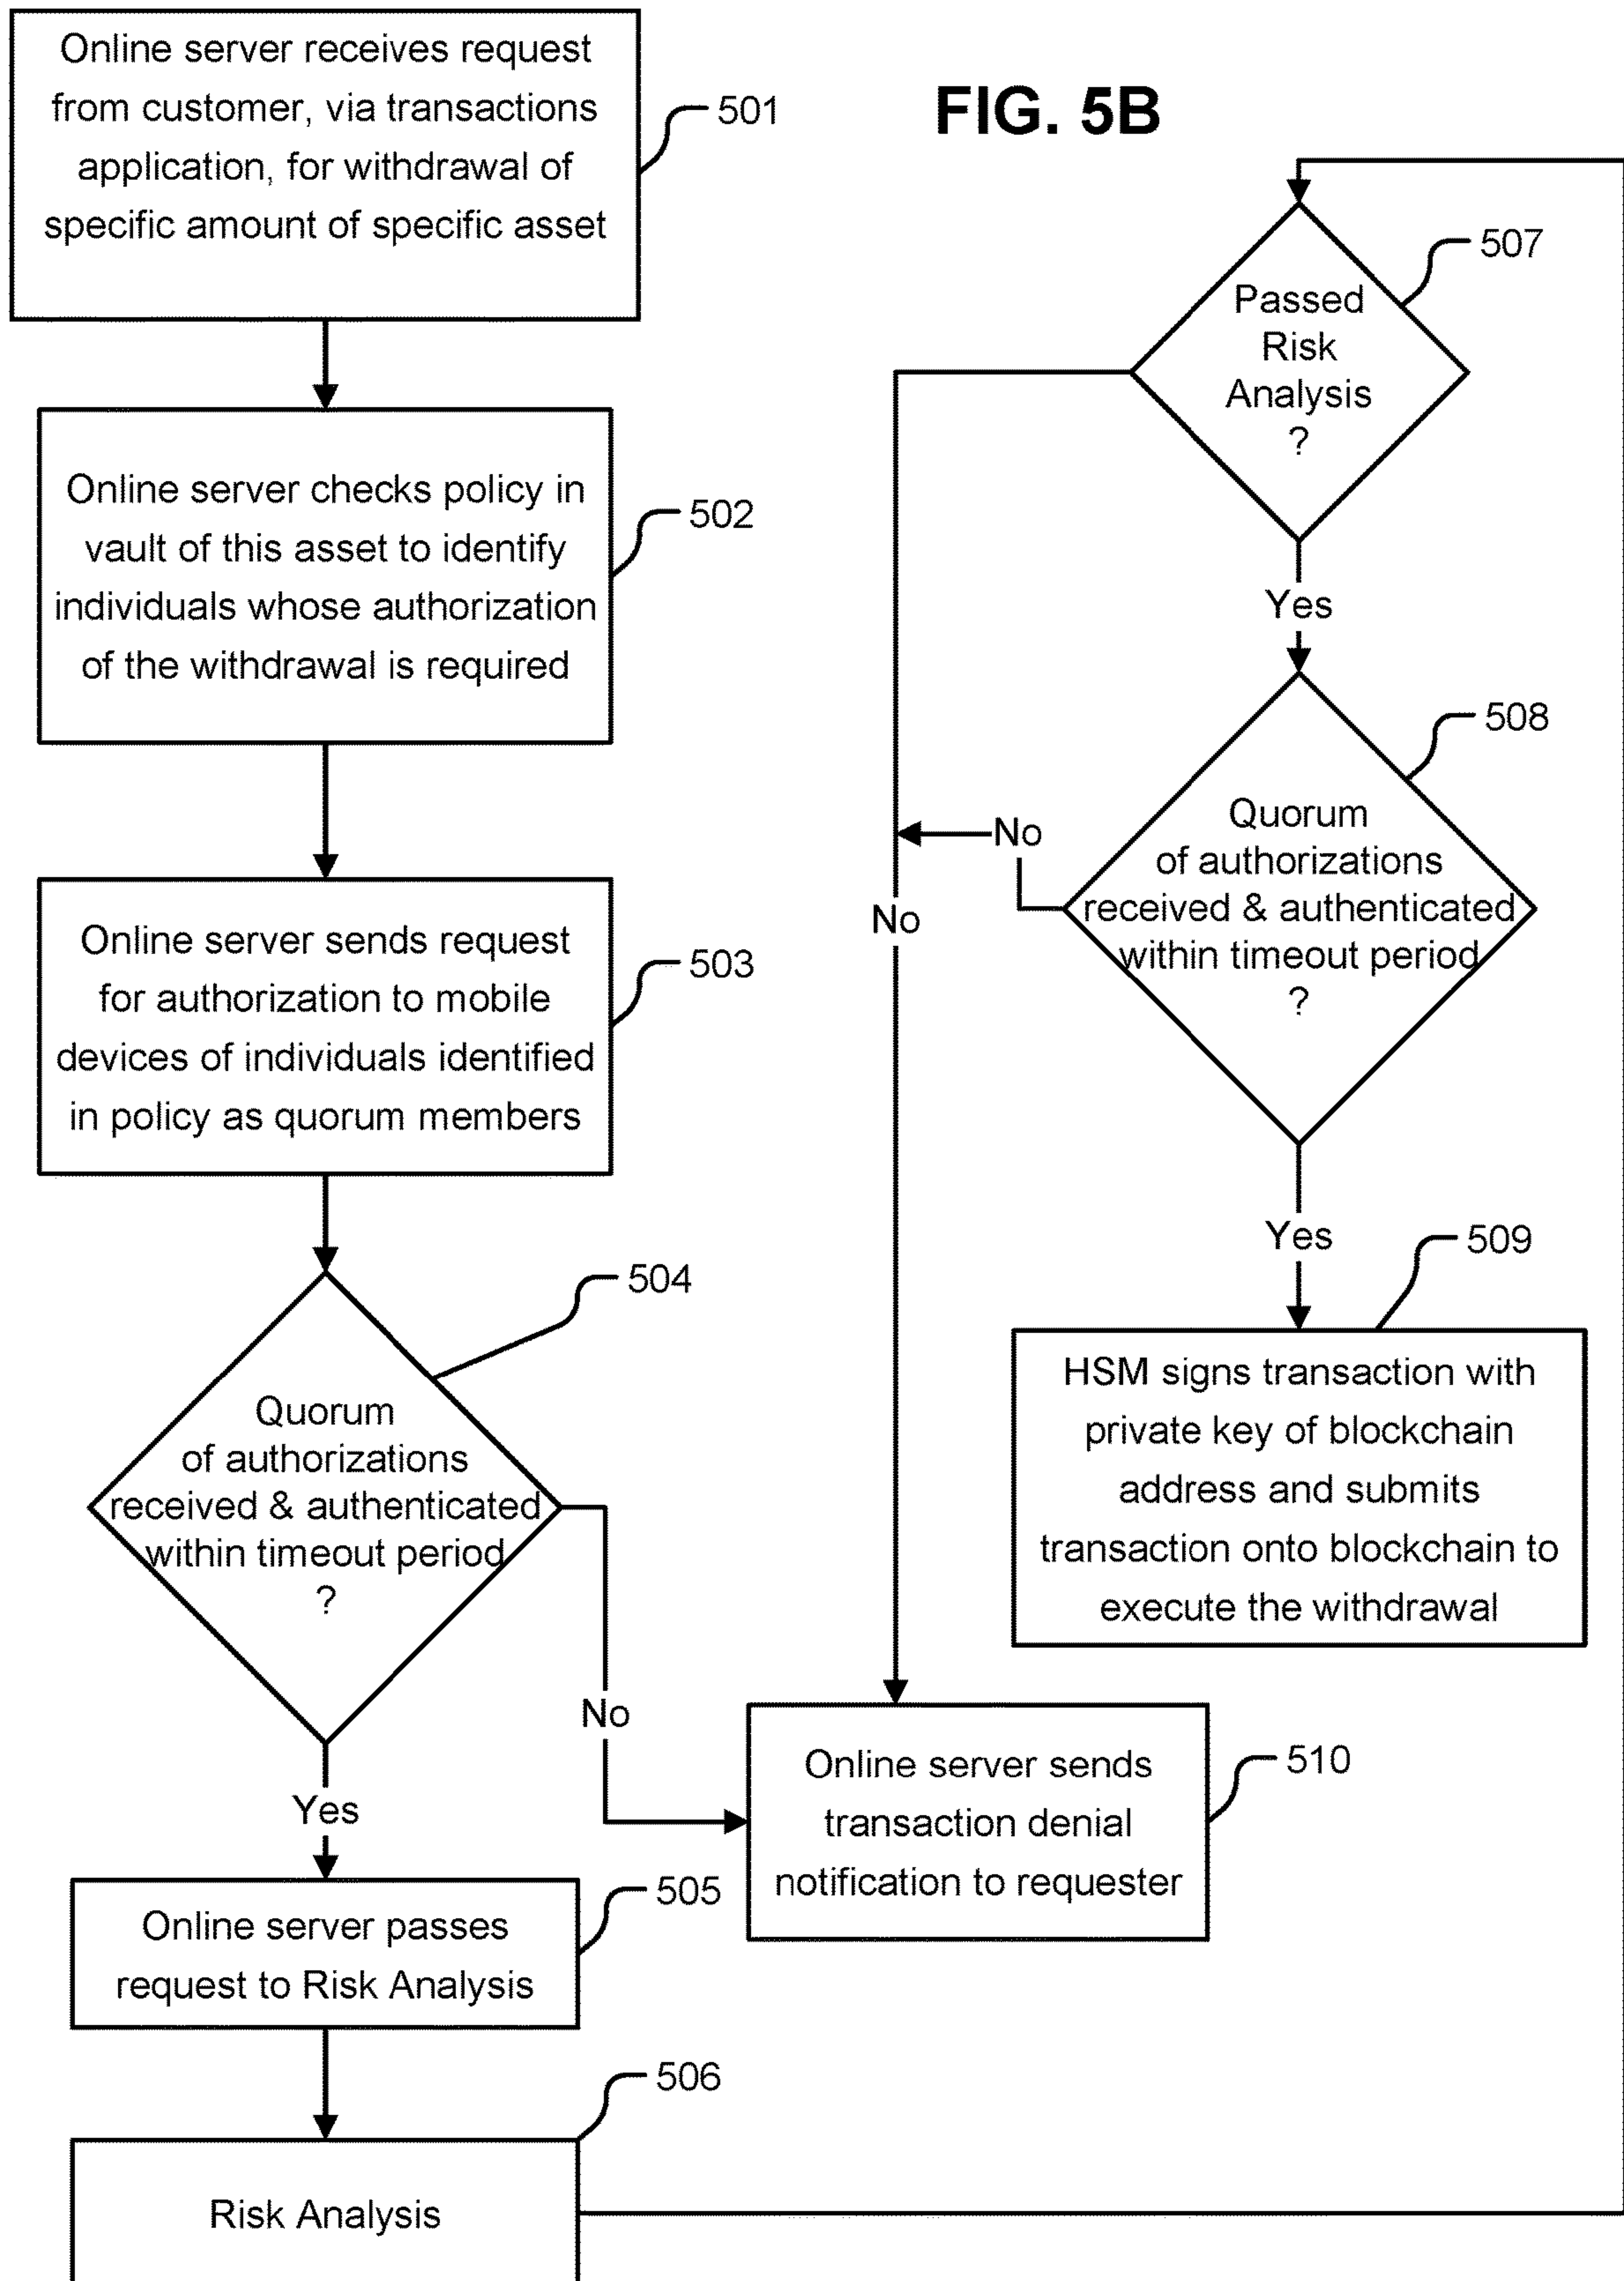 FIG. 5B
Online server receives request
from customer, via transactions
application, for withdrawal of
specific amount of specific asset
501
Online server checks policy in
vault of this asset to identify
individuals whose authorization
of the withdrawal is required
502
Online server sends request
for authorization to mobile
devices of individuals identified
in policy as quorum members
503
Quorum
of authorizations
received & authenticated
within timeout period
?
504
No
Yes
Online server passes
request to Risk Analysis
505
Risk Analysis
506
Passed
Risk
Analysis
?
507
No
Yes
Quorum
of authorizations
received & authenticated
within timeout period
?
508
No
Yes
HSM signs transaction with
private key of blockchain
address and submits
transaction onto blockchain to
execute the withdrawal
509
Online server sends
transaction denial
notification to requester
510